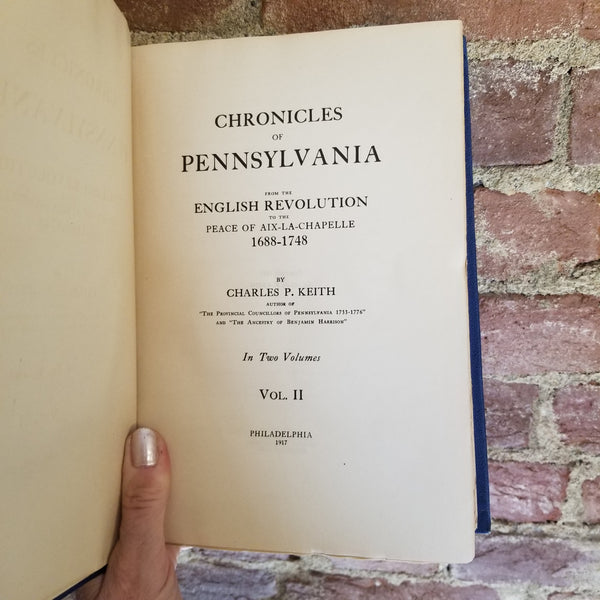 CHRONICLES
OF
PENNSYLVANIA
FROM THE
ENGLISH REVOLUTION
TO THE
PEACE OF AIX-LA-CHAPELLE
1688-1748
BY
CHARLES P. KEITH
AUTHOR OF
"THE PROVINCIAL COUNCILLORS OF PENNSYLVANIA 1733-1776"
AND "THE ANCESTRY OF BENJAMIN HARRISON"
In Two Volumes
VOL. II
PHILADELPHIA
1917